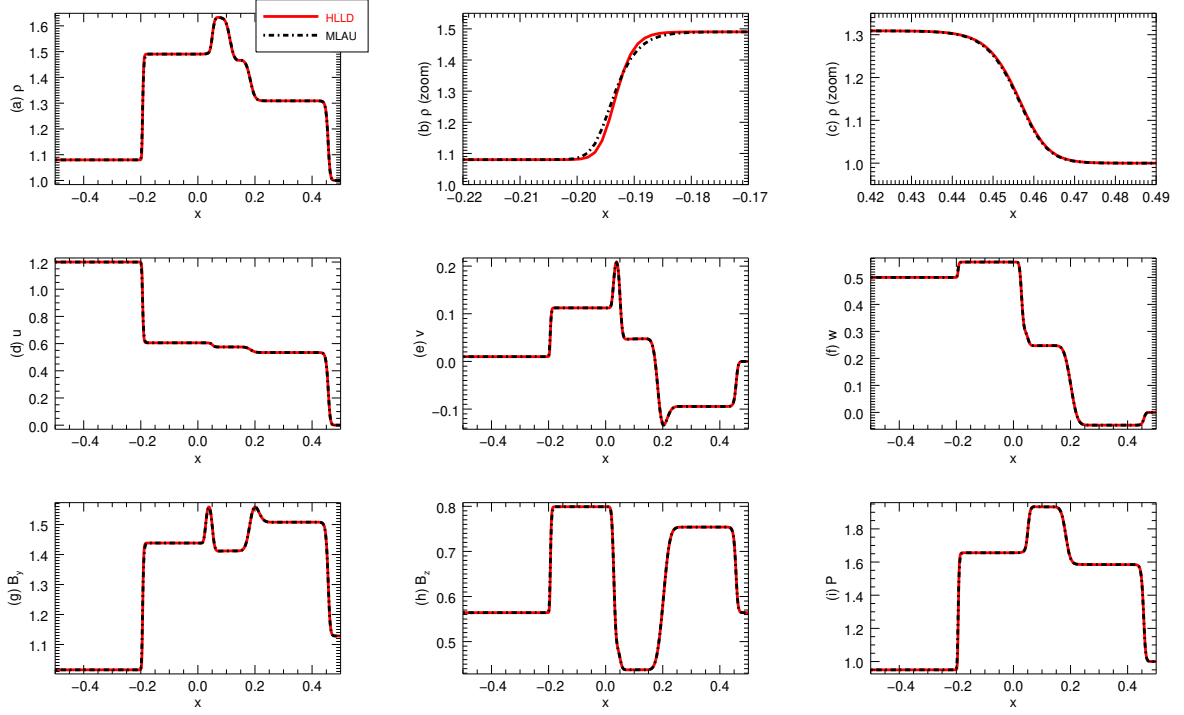 HLLD
MLAU
(a) ρ
1.6
1.5
1.4
1.3
1.2
1.1
1.0
−0.4 −0.2 0.0 0.2 0.4
x
(b) ρ (zoom)
1.5
1.4
1.3
1.2
1.1
1.0
−0.22 −0.21 −0.20 −0.19 −0.18 −0.17
x
(c) ρ (zoom)
1.3
1.2
1.1
1.0
0.42 0.43 0.44 0.45 0.46 0.47 0.48 0.49
x
(d) u
1.2
1.0
0.8
0.6
0.4
0.2
0.0
−0.4 −0.2 0.0 0.2 0.4
x
(e) v
0.2
0.1
0.0
−0.1
−0.4 −0.2 0.0 0.2 0.4
x
(f) w
0.5
0.4
0.3
0.2
0.1
0.0
−0.4 −0.2 0.0 0.2 0.4
x
(g) By
1.5
1.4
1.3
1.2
1.1
−0.4 −0.2 0.0 0.2 0.4
x
(h) Bz
0.8
0.7
0.6
0.5
−0.4 −0.2 0.0 0.2 0.4
x
(i) P
1.8
1.6
1.4
1.2
1.0
−0.4 −0.2 0.0 0.2 0.4
x